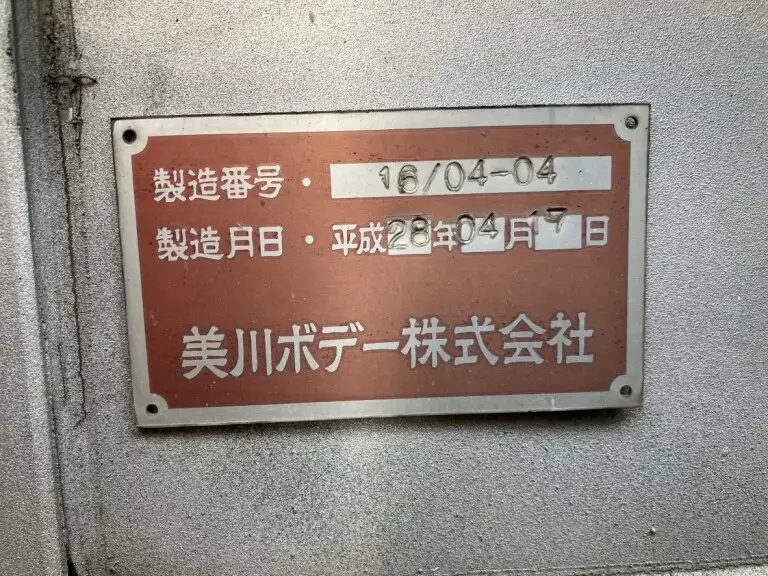 製造番号・ 16/04-04
製造月日・平成28年04月17日
美川ボデー株式会社